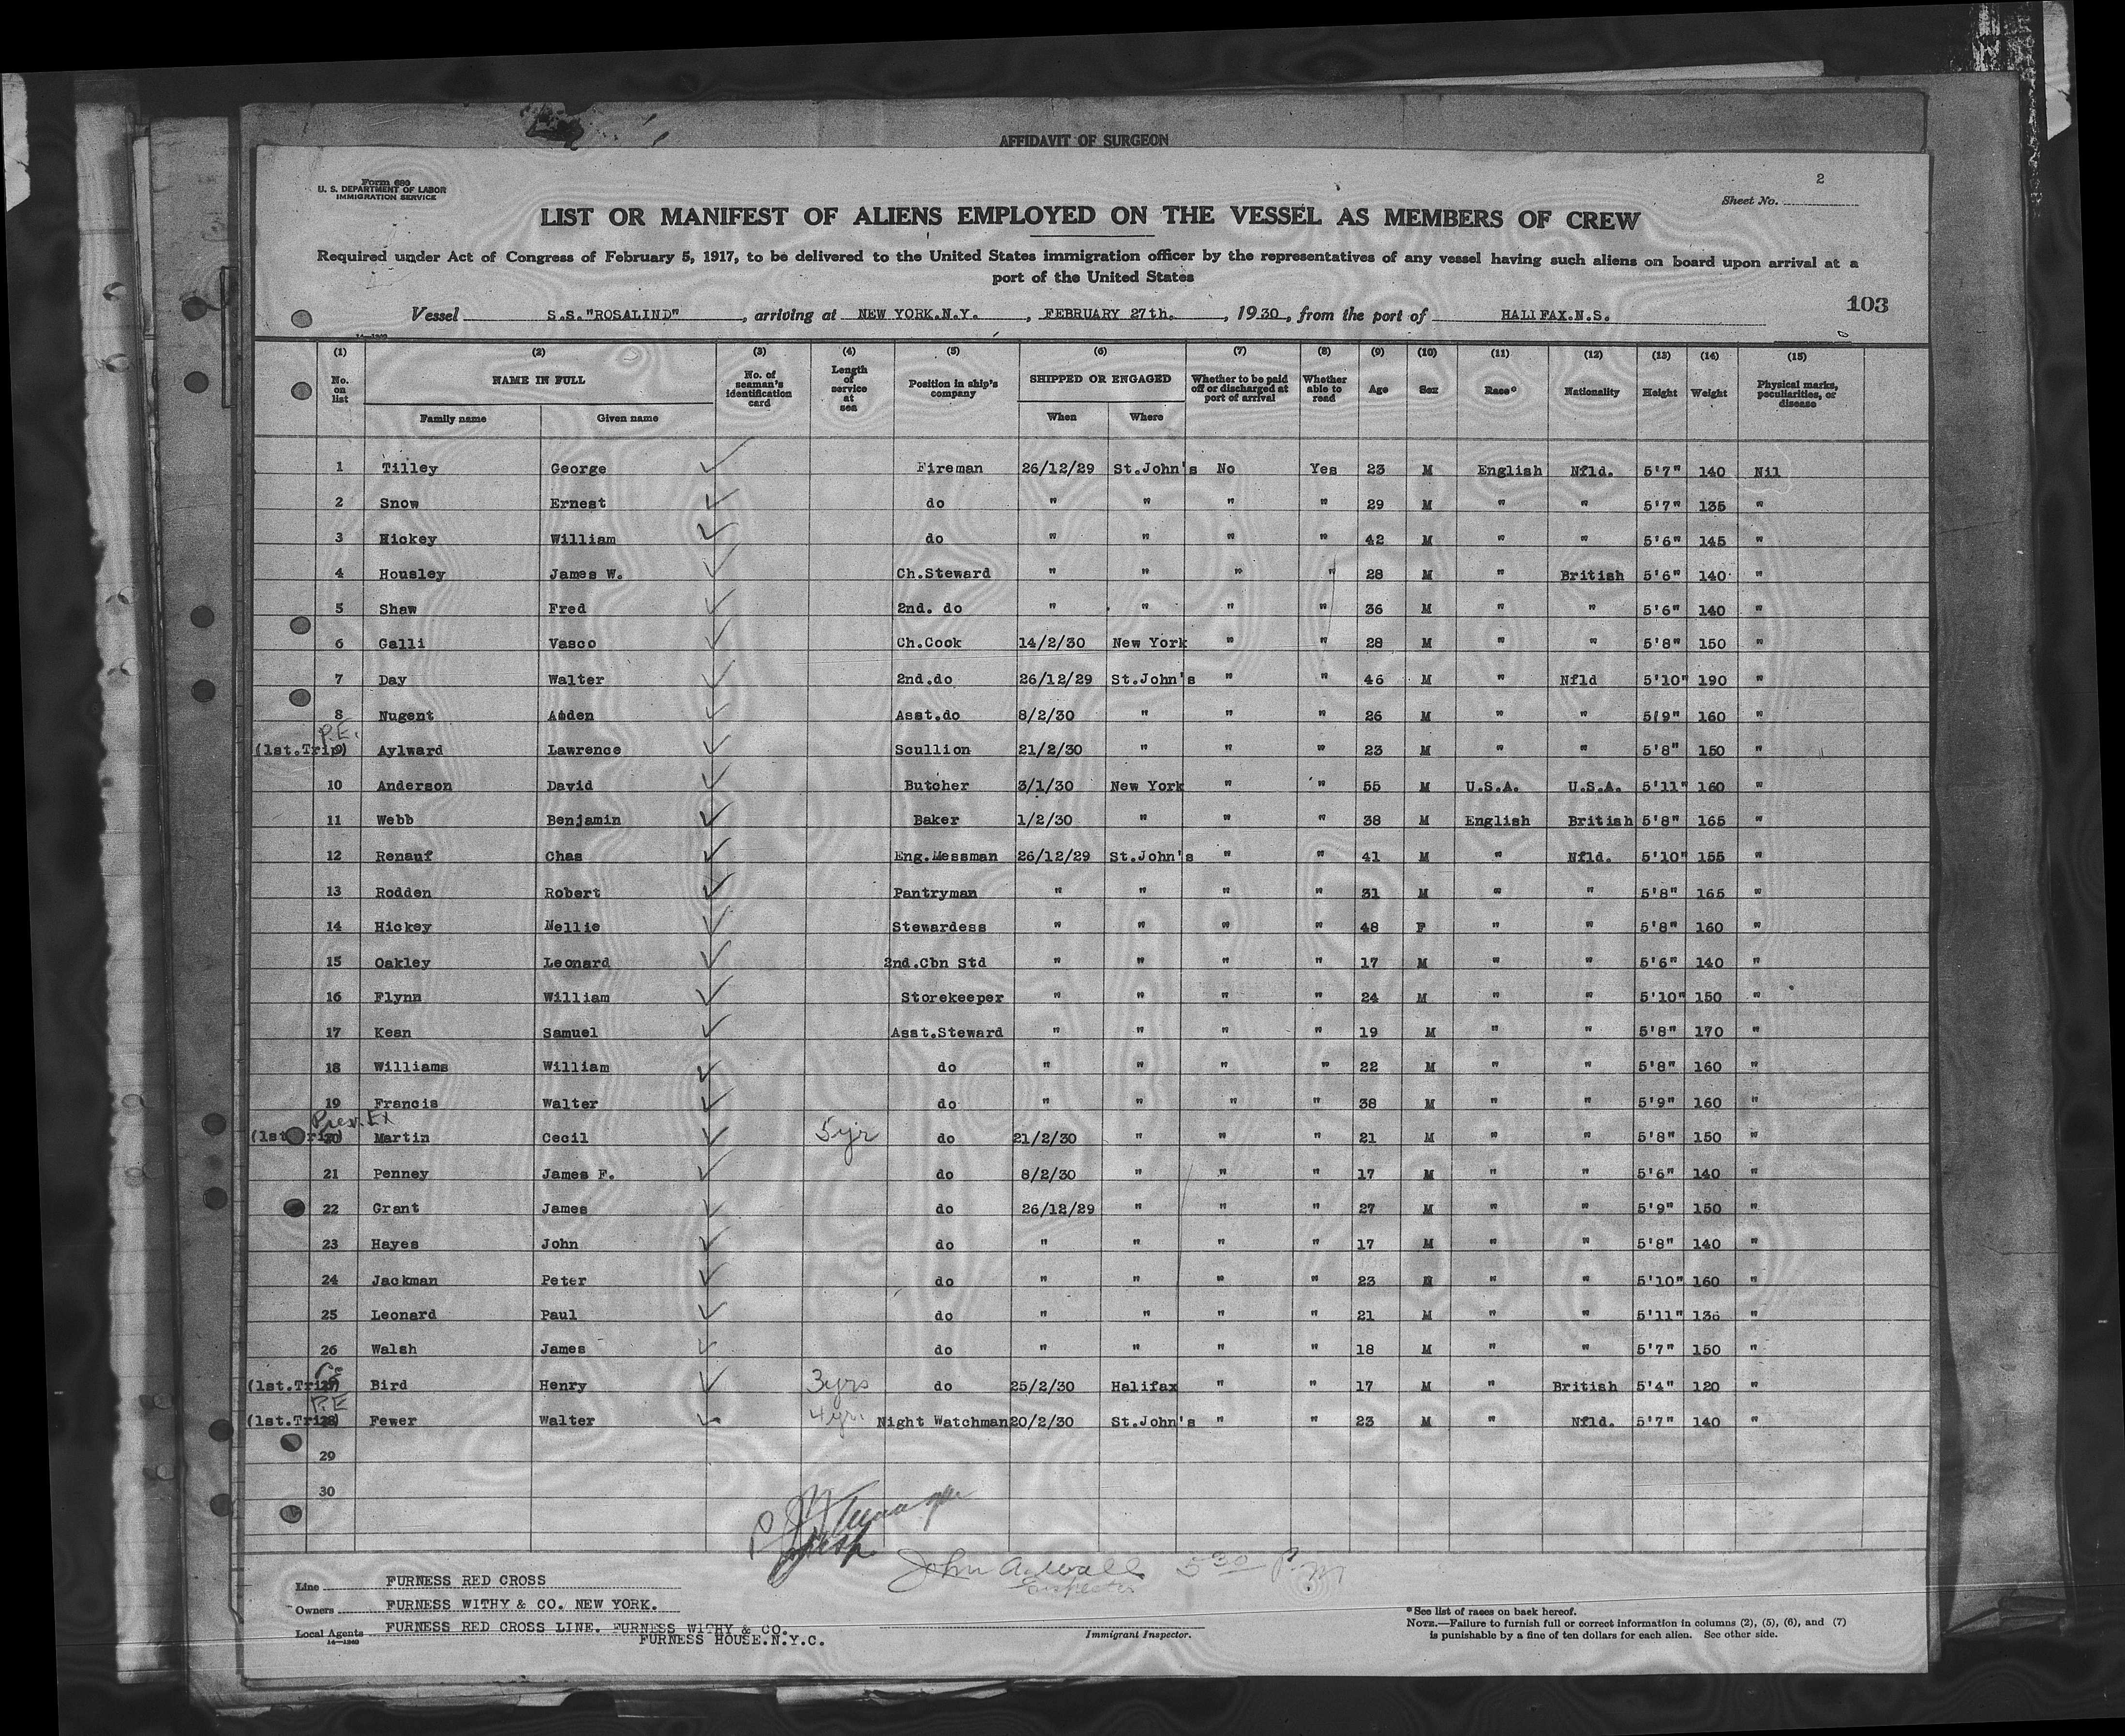 AFFIDAVIT OF SURGEON
Form 680
U. S. DEPARTMENT OF LABOR
IMMIGRATION SERVICE
2
Sheet No.
LIST OR MANIFEST OF ALIENS EMPLOYED ON THE VESSEL AS MEMBERS OF CREW
Required under Act of Congress of February 5, 1917, to be delivered to the United States immigration officer by the representatives of any vessel having such aliens on board upon arrival at a
port of the United States
103
Vessel S.S."ROSALIND" , arriving at NEW YORK.N.Y. , FEBRUARY 27th. , 1930, from the port of HALIFAX.N.S.
(1) (2) (3) (4) (5) (6) (7) (8) (9) (10) (11) (12) (13) (14) (15)
No. on list NAME IN FULL Family name Given name No. of seaman's identification card Length of service at sea Position in ship's company SHIPPED OR ENGAGED When Where Whether to be paid off or discharged at port of arrival Whether able to read Age Sex Race* Nationality Height Weight Physical marks, peculiarities, or disease
1 Tilley George Fireman 26/12/29 St.John's No Yes 23 M English Nfld. 5'7" 140 Nil
2 Snow Ernest do " " " " 29 M " " 5'7" 135 "
3 Hickey William do " " " " 42 M " " 5'6" 145 "
4 Housley James W. Ch.Steward " " " " 28 M " British 5'6" 140 "
5 Shaw Fred 2nd. do " " " " 36 M " " 5'6" 140 "
6 Galli Vasco Ch.Cook 14/2/30 New York " " 28 M " " 5'8" 150 "
7 Day Walter 2nd.do 26/12/29 St.John's " " 46 M " Nfld 5'10" 190 "
8 Nugent Asst.do 8/2/30 " " " 26 M " " 5'9" 160 "
P.E.
(1st.Trip) 9 Aylward Lawrence Scullion 21/2/30 " " " 23 M " " 5'8" 150 "
10 Anderson David Butcher 3/1/30 New York " " 55 M U.S.A. U.S.A. 5'11" 160 "
11 Webb Benjamin Baker 1/2/30 " " " 38 M English British 5'8" 165 "
12 Renauf Chas Eng.Messman 26/12/29 St.John's " " 41 M " Nfld. 5'10" 155 "
13 Rodden Robert Pantryman " " " " 31 M " " 5'8" 165 "
14 Hickey Nellie Stewardess " " " " 48 F " " 5'8" 160 "
15 Oakley Leonard 2nd.Cbn Std " " " " 17 M " " 5'6" 140 "
16 Flynn William Storekeeper " " " " 24 M " " 5'10" 150 "
17 Kean Samuel Asst.Steward " " " " 19 M " " 5'8" 170 "
18 Williams William do " " " " 22 M " " 5'8" 160 "
19 Francis Walter do " " " " 38 M " " 5'9" 160 "
Prev. Ex
(1st.Trip) 20 Martin Cecil 5 yr do 21/2/30 " " " 21 M " " 5'8" 150 "
21 Penney James F. do 8/2/30 " " " 17 M " " 5'6" 140 "
22 Grant James do 26/12/29 " " " 27 M " " 5'9" 150 "
23 Hayes John do " " " " 17 M " " 5'8" 140 "
24 Jackman Peter do " " " " 23 M " " 5'10" 160 "
25 Leonard Paul do " " " " 21 M " " 5'11" 136 "
26 Walsh James do " " " " 18 M " " 5'7" 150 "
(1st.Trip) 27 Bird Henry 3 yrs do 25/2/30 Halifax " " 17 M " British 5'4" 120 "
P.E
(1st.Trip) 28 Fewer Walter 4 yr. Night Watchman 20/2/30 St.John's " " 23 M " Nfld. 5'7" 140 "
29
30
John A. Wall 5 30 P.M
Inspector
Line FURNESS RED CROSS
Owners FURNESS WITHY & CO. NEW YORK.
Local Agents FURNESS RED CROSS LINE. FURNESS WITHY & CO.
FURNESS HOUSE.N.Y.C.
14—1240
Immigrant Inspector.
* See list of races on back hereof.
NOTE.—Failure to furnish full or correct information in columns (2), (5), (6), and (7)
is punishable by a fine of ten dollars for each alien. See other side.